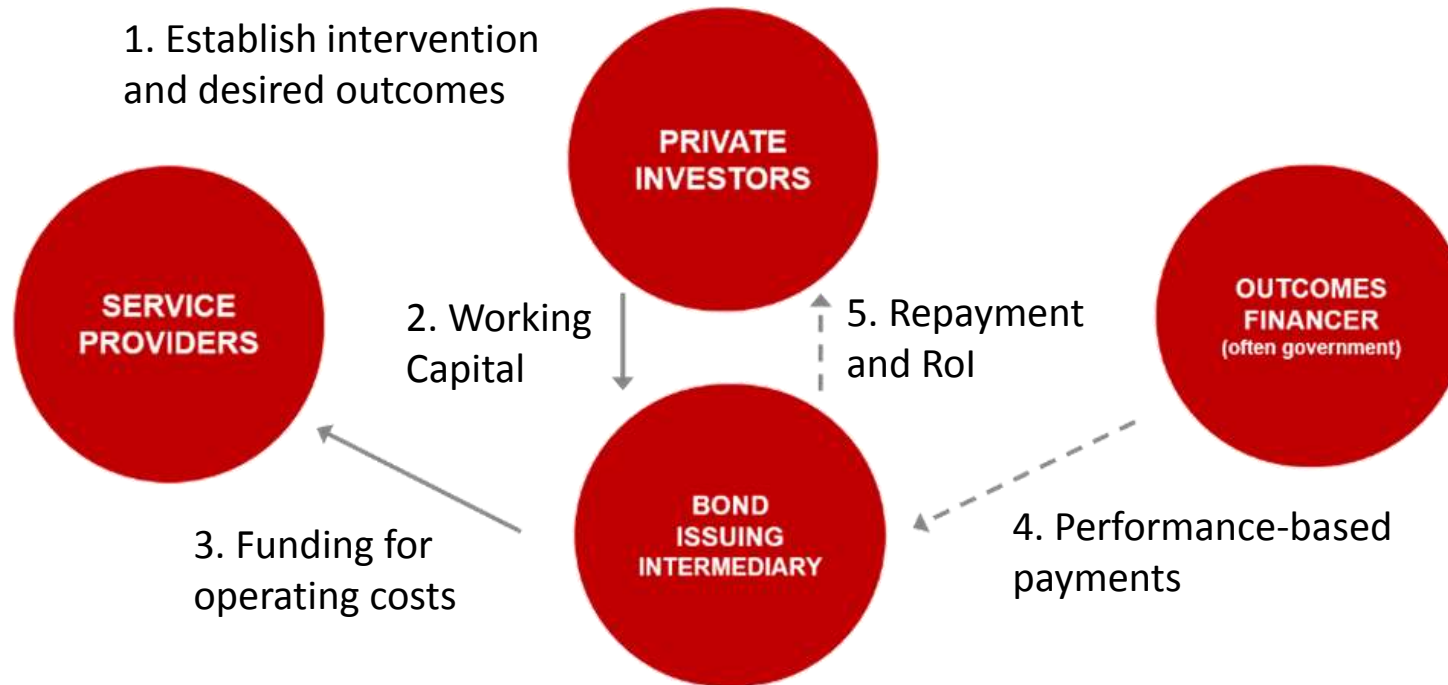 1. Establish intervention
and desired outcomes
PRIVATE
INVESTORS
SERVICE
PROVIDERS
2. Working
Capital
5. Repayment
and RoI
OUTCOMES
FINANCER
(often government)
3. Funding for
operating costs
BOND
ISSUING
INTERMEDIARY
4. Performance-based
payments